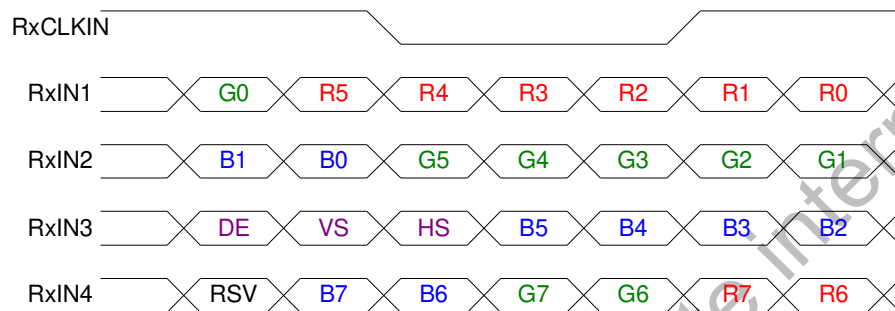 RxCLKIN
RxIN1 G0 R5 R4 R3 R2 R1 R0
RxIN2 B1 B0 G5 G4 G3 G2 G1
RxIN3 DE VS HS B5 B4 B3 B2
RxIN4 RSV B7 B6 G7 G6 R7 R6